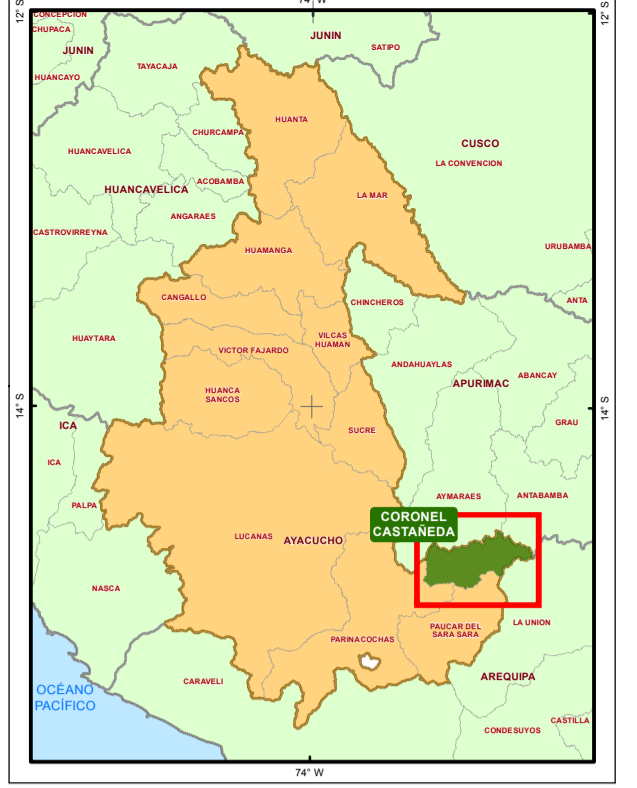 74° W
12° S
12° S
CONCEPCION
CHUPACA
JUNIN
JUNIN
SATIPO
TAYACAJA
HUANCAYO
HUANTA
CHURCAMPA
CUSCO
HUANCAVELICA
LA CONVENCION
ACOBAMBA
HUANCAVELICA
LA MAR
ANGARAES
CASTROVIRREYNA
URUBAMBA
HUAMANGA
CANGALLO
CHINCHEROS
ANTA
HUAYTARA
VILCAS
HUAMAN
VICTOR FAJARDO
ANDAHUAYLAS
ABANCAY
APURIMAC
HUANCA
SANCOS
14° S
14° S
GRAU
ICA
SUCRE
ICA
AYMARAES
ANTABAMBA
PALPA
CORONEL
CASTAÑEDA
LUCANAS
AYACUCHO
NASCA
LA UNION
PAUCAR DEL
SARA SARA
PARINACOCHAS
AREQUIPA
CARAVELI
OCÉANO
PACÍFICO
CASTILLA
CONDESUYOS
74° W